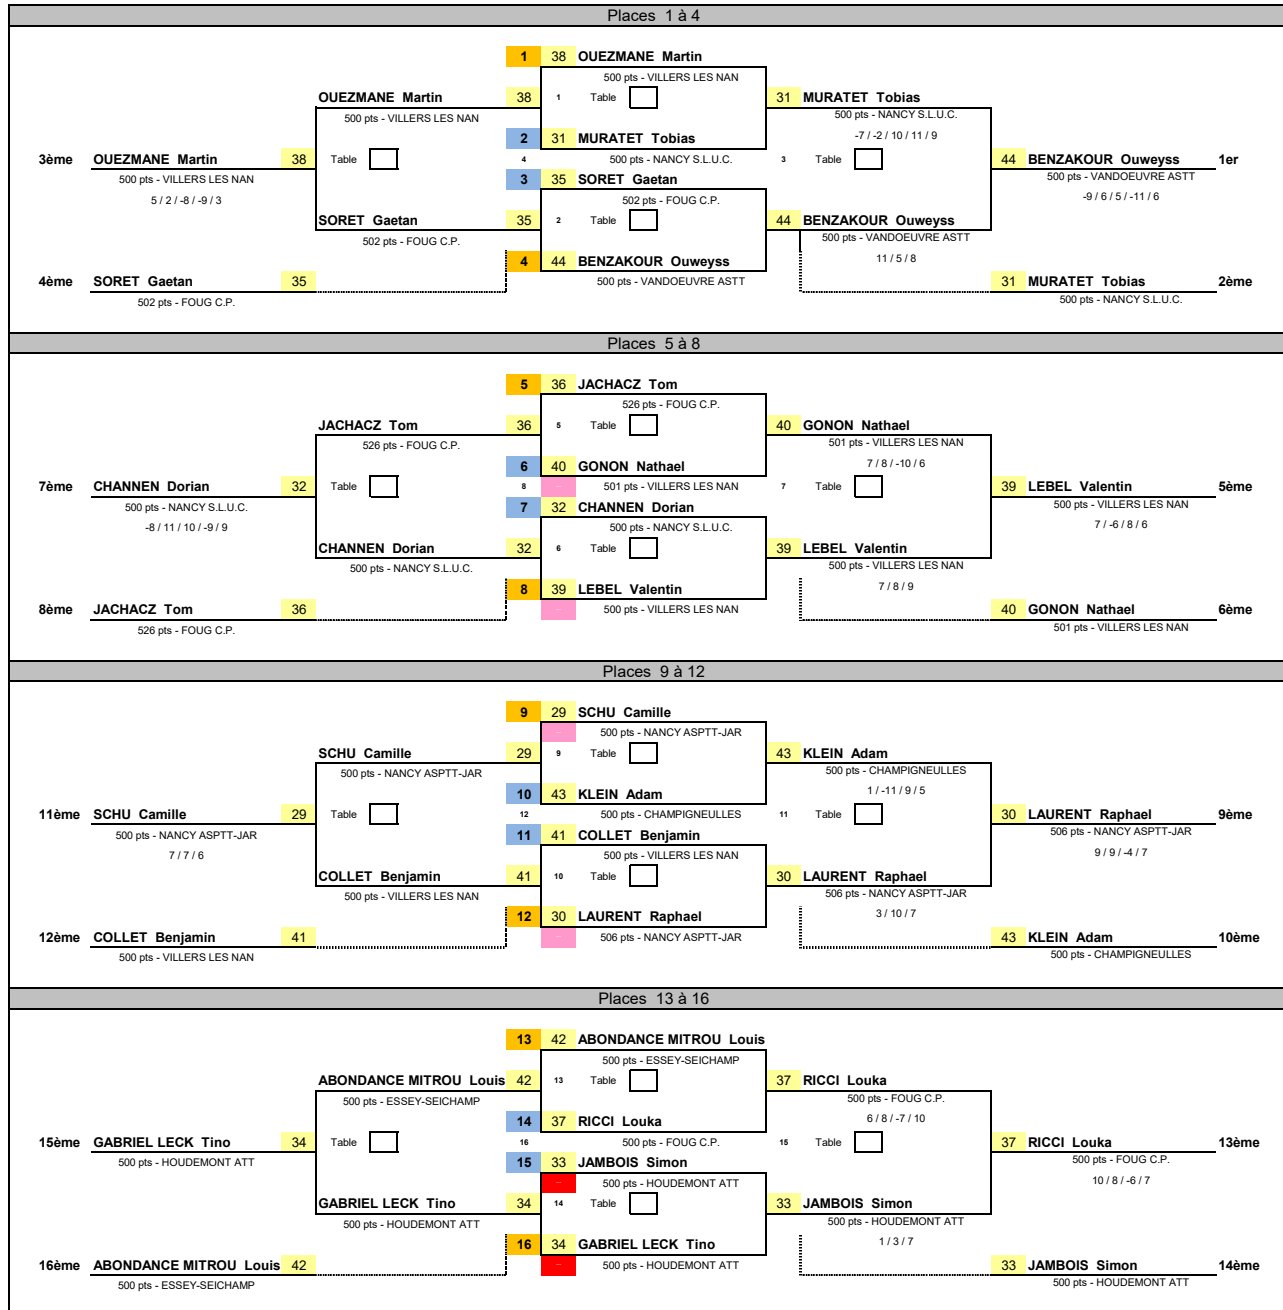 Places 1 à 4
1 38 OUEZMANE Martin
500 pts - VILLERS LES NAN
OUEZMANE Martin 38 1 Table 31 MURATET Tobias
500 pts - VILLERS LES NAN 500 pts - NANCY S.L.U.C.
2 31 MURATET Tobias -7 / -2 / 10 / 11 / 9
3ème OUEZMANE Martin 38 Table 4 500 pts - NANCY S.L.U.C. 3 Table 44 BENZAKOUR Ouweyss 1er
500 pts - VILLERS LES NAN 3 35 SORET Gaetan 500 pts - VANDOEUVRE ASTT
5 / 2 / -8 / -9 / 3 502 pts - FOUG C.P. -9 / 6 / 5 / -11 / 6
SORET Gaetan 35 2 Table 44 BENZAKOUR Ouweyss
502 pts - FOUG C.P. 500 pts - VANDOEUVRE ASTT
4 44 BENZAKOUR Ouweyss 11 / 5 / 8
4ème SORET Gaetan 35 500 pts - VANDOEUVRE ASTT 31 MURATET Tobias 2ème
502 pts - FOUG C.P. 500 pts - NANCY S.L.U.C.
Places 5 à 8
5 36 JACHACZ Tom
526 pts - FOUG C.P.
JACHACZ Tom 36 5 Table 40 GONON Nathael
526 pts - FOUG C.P. 501 pts - VILLERS LES NAN
6 40 GONON Nathael 7 / 8 / -10 / 6
7ème CHANNEN Dorian 32 Table 8 501 pts - VILLERS LES NAN 7 Table 39 LEBEL Valentin 5ème
500 pts - NANCY S.L.U.C. 7 32 CHANNEN Dorian 500 pts - VILLERS LES NAN
-8 / 11 / 10 / -9 / 9 500 pts - NANCY S.L.U.C. 7 / -6 / 8 / 6
CHANNEN Dorian 32 6 Table 39 LEBEL Valentin
500 pts - NANCY S.L.U.C. 500 pts - VILLERS LES NAN
8 39 LEBEL Valentin 7 / 8 / 9
8ème JACHACZ Tom 36 500 pts - VILLERS LES NAN 40 GONON Nathael 6ème
526 pts - FOUG C.P. 501 pts - VILLERS LES NAN
Places 9 à 12
9 29 SCHU Camille
500 pts - NANCY ASPTT-JAR
SCHU Camille 29 9 Table 43 KLEIN Adam
500 pts - NANCY ASPTT-JAR 500 pts - CHAMPIGNEULLES
10 43 KLEIN Adam 1 / -11 / 9 / 5
11ème SCHU Camille 29 Table 12 500 pts - CHAMPIGNEULLES 11 Table 30 LAURENT Raphael 9ème
500 pts - NANCY ASPTT-JAR 11 41 COLLET Benjamin 506 pts - NANCY ASPTT-JAR
7 / 7 / 6 500 pts - VILLERS LES NAN 9 / 9 / -4 / 7
COLLET Benjamin 41 10 Table 30 LAURENT Raphael
500 pts - VILLERS LES NAN 506 pts - NANCY ASPTT-JAR
12 30 LAURENT Raphael 3 / 10 / 7
12ème COLLET Benjamin 41 506 pts - NANCY ASPTT-JAR 43 KLEIN Adam 10ème
500 pts - VILLERS LES NAN 500 pts - CHAMPIGNEULLES
Places 13 à 16
13 42 ABONDANCE MITROU Louis
500 pts - ESSEY-SEICHAMP
ABONDANCE MITROU Louis 42 13 Table 37 RICCI Louka
500 pts - ESSEY-SEICHAMP 500 pts - FOUG C.P.
14 37 RICCI Louka 6 / 8 / -7 / 10
15ème GABRIEL LECK Tino 34 Table 16 500 pts - FOUG C.P. 15 Table 37 RICCI Louka 13ème
500 pts - HOUDEMONT ATT 15 33 JAMBOIS Simon 500 pts - FOUG C.P.
500 pts - HOUDEMONT ATT 10 / 8 / -6 / 7
GABRIEL LECK Tino 34 14 Table 33 JAMBOIS Simon
500 pts - HOUDEMONT ATT 500 pts - HOUDEMONT ATT
16 34 GABRIEL LECK Tino 1 / 3 / 7
16ème ABONDANCE MITROU Louis 42 500 pts - HOUDEMONT ATT 33 JAMBOIS Simon 14ème
500 pts - ESSEY-SEICHAMP 500 pts - HOUDEMONT ATT